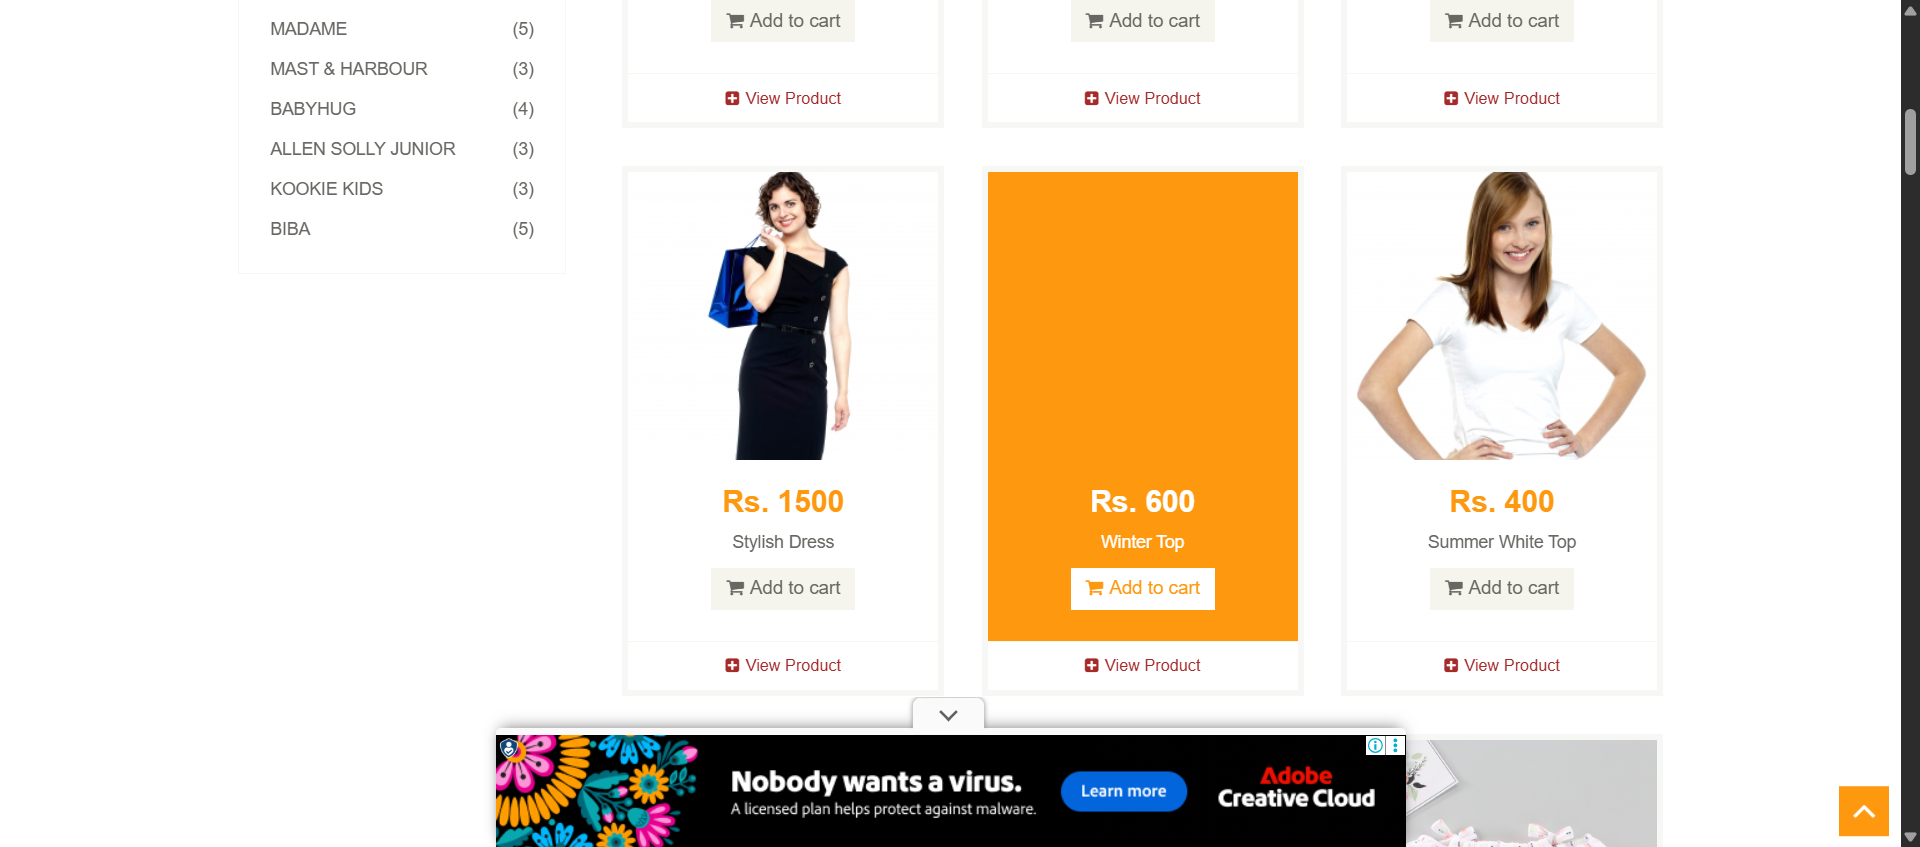 MADAME (5)
MAST & HARBOUR (3)
BABYHUG (4)
ALLEN SOLLY JUNIOR (3)
KOOKIE KIDS (3)
BIBA (5)
Add to cart
Add to cart
Add to cart
View Product
View Product
View Product
Rs. 1500
Stylish Dress
Add to cart
View Product
Rs. 600
Winter Top
Add to cart
View Product
Rs. 400
Summer White Top
Add to cart
View Product
Nobody wants a virus.
A licensed plan helps protect against malware.
Learn more
Adobe
Creative Cloud